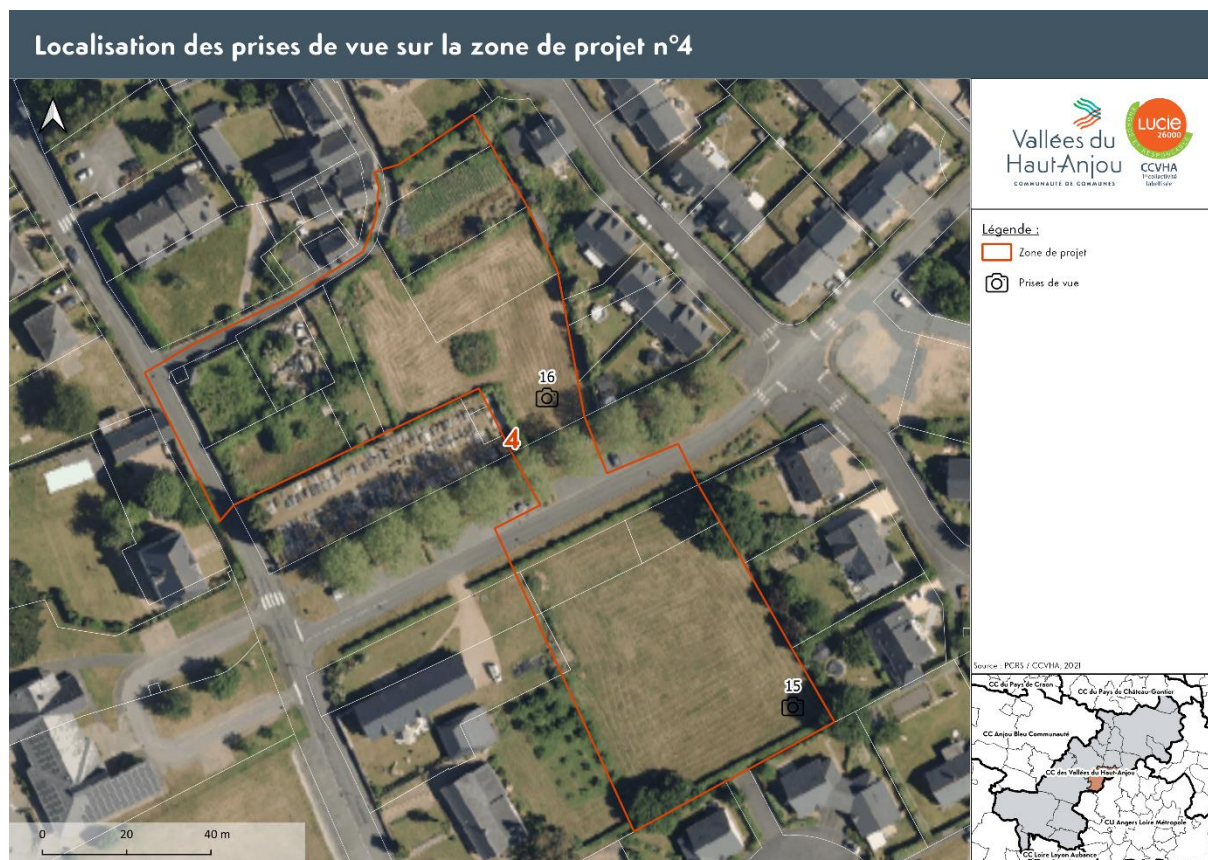 Localisation des prises de vue sur la zone de projet n°4
Vallées du
Haut-Anjou
COMMUNAUTÉ DE COMMUNES
LUCIE
26000
CCVHA
1ère collectivité
labellisée
Légende :
Zone de projet
Prises de vue
16
4
15
Source : PCRS / CCVHA, 2021
0 20 40 m
CC du Pays de Craon
CC du Pays de Château-Gontier
CC Anjou Bleu Communauté
CC des Vallées du Haut-Anjou
CU Angers Loire Métropole
CC Loire Layon Aubance